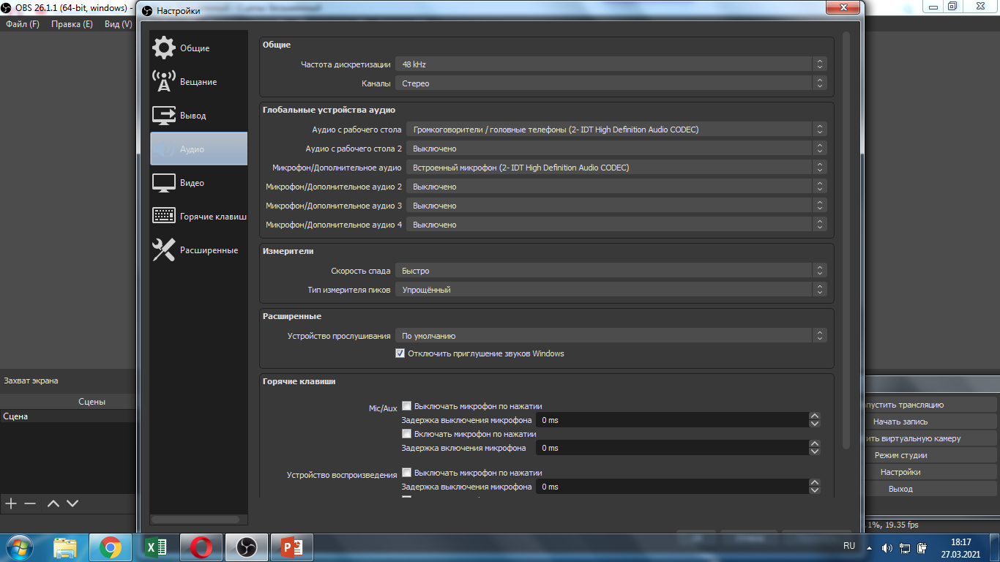 OBS 26.1.1 (64-bit, windows) -
Файл (F) Правка (E) Вид (V)
Настройки
Общие
Вещание
Вывод
Аудио
Видео
Горячие клавиш
Расширенные
Общие
Частота дискретизации 48 kHz
Каналы Стерео
Глобальные устройства аудио
Аудио с рабочего стола Громкоговорители / головные телефоны (2- IDT High Definition Audio CODEC)
Аудио с рабочего стола 2 Выключено
Микрофон/Дополнительное аудио Встроенный микрофон (2- IDT High Definition Audio CODEC)
Микрофон/Дополнительное аудио 2 Выключено
Микрофон/Дополнительное аудио 3 Выключено
Микрофон/Дополнительное аудио 4 Выключено
Измерители
Скорость спада Быстро
Тип измерителя пиков Упрощённый
Расширенные
Устройство прослушивания По умолчанию
Отключить приглушение звуков Windows
Горячие клавиши
Mic/Aux Выключать микрофон по нажатии
Задержка выключения микрофона 0 ms
Включать микрофон по нажатии
Задержка включения микрофона 0 ms
Устройство воспроизведения Выключать микрофон по нажатии
Задержка выключения микрофона 0 ms
Захват экрана
Сцены
Сцена
пустить трансляцию
Начать запись
ить виртуальную камеру
Режим студии
Настройки
Выход
.1%, 19.35 fps
RU
18:17
27.03.2021